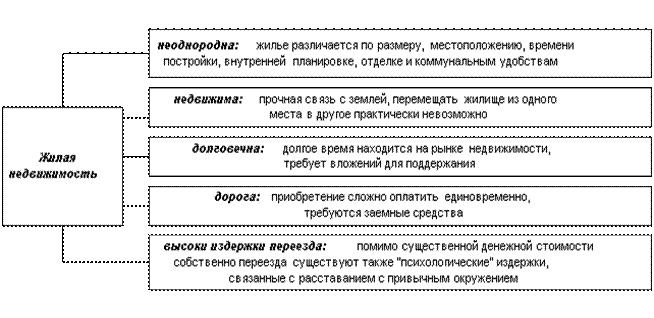 Жилая
недвижимость
неоднородна: жилье различается по размеру, местоположению, времени
постройки, внутренней планировке, отделке и коммунальным удобствам
недвижима: прочная связь с землей, перемещать жилище из одного
места в другое практически невозможно
долговечна: долгое время находится на рынке недвижимости,
требует вложений для поддержания
дорога: приобретение сложно оплатить единовременно,
требуются заемные средства
высоки издержки переезда: помимо существенной денежной стоимости
собственно переезда существуют также "психологические" издержки,
связанные с расставанием с привычным окружением